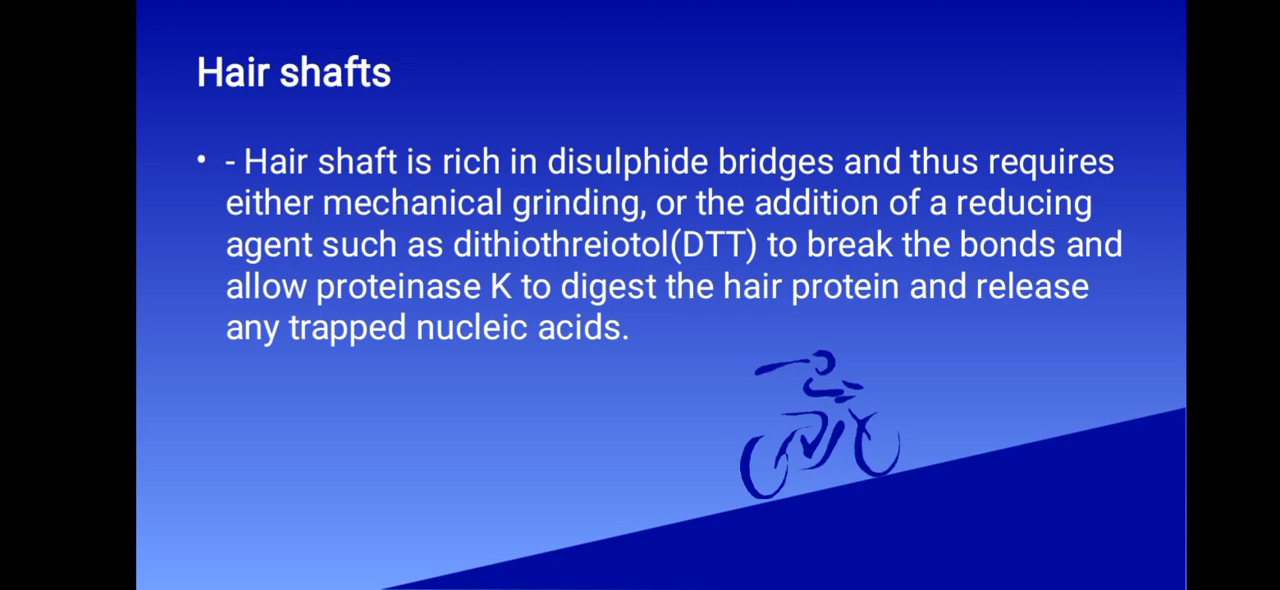 Hair shafts
• - Hair shaft is rich in disulphide bridges and thus requires
either mechanical grinding, or the addition of a reducing
agent such as dithiothreiotol(DTT) to break the bonds and
allow proteinase K to digest the hair protein and release
any trapped nucleic acids.